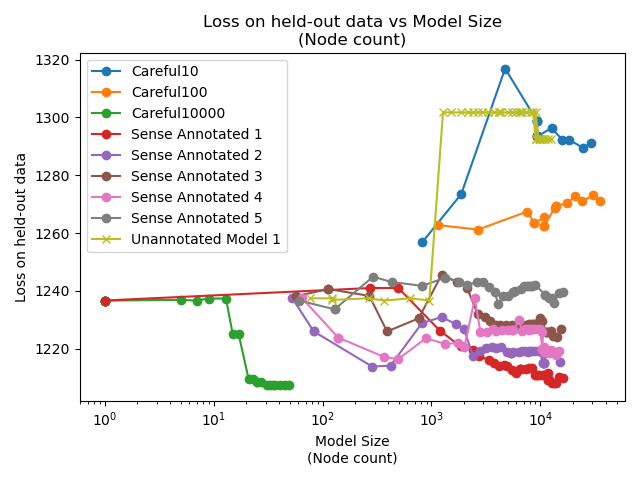 Loss on held-out data vs Model Size
(Node count)
1320
1300
1280
1260
1240
1220
Loss on held-out data
Careful10
Careful100
Careful10000
Sense Annotated 1
Sense Annotated 2
Sense Annotated 3
Sense Annotated 4
Sense Annotated 5
Unannotated Model 1
10⁰ 10¹ 10² 10³ 10⁴
Model Size
(Node count)